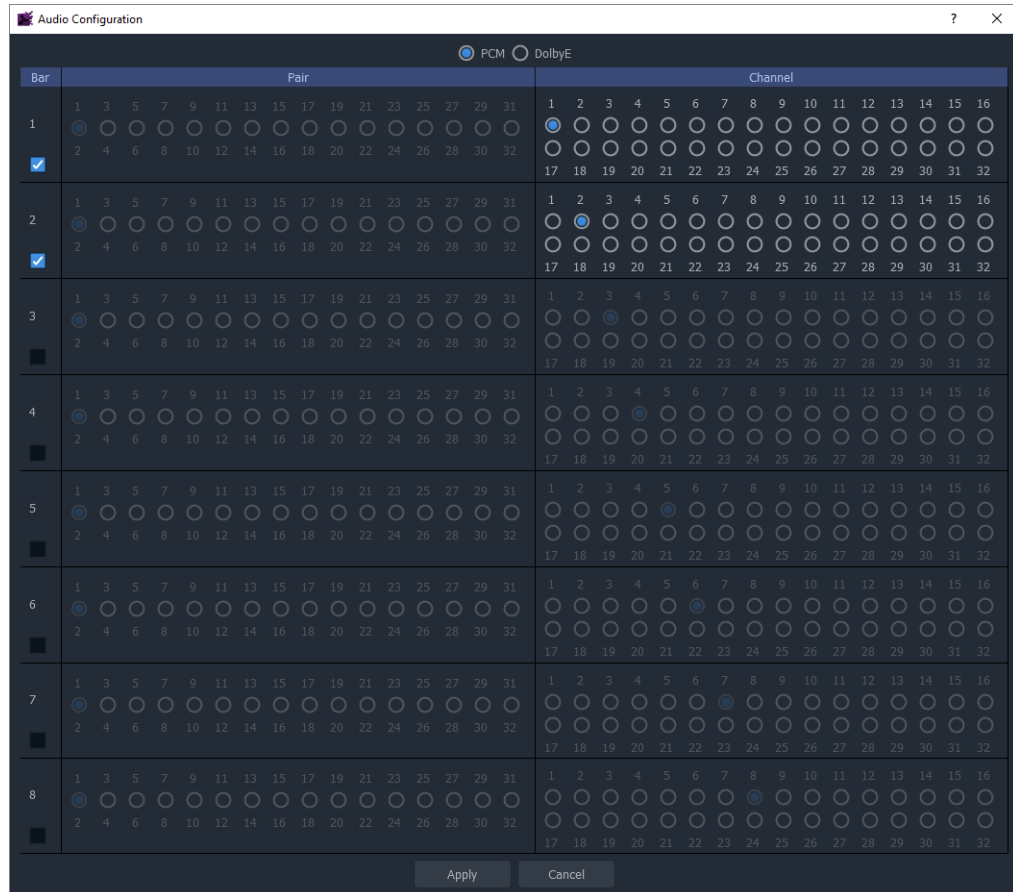 Audio Configuration ?
PCM DolbyE
Bar Pair Channel
1 3 5 7 9 11 13 15 17 19 21 23 25 27 29 31 1 2 3 4 5 6 7 8 9 10 11 12 13 14 15 16
1
2 4 6 8 10 12 14 16 18 20 22 24 26 28 30 32
17 18 19 20 21 22 23 24 25 26 27 28 29 30 31 32
1 3 5 7 9 11 13 15 17 19 21 23 25 27 29 31 1 2 3 4 5 6 7 8 9 10 11 12 13 14 15 16
2
2 4 6 8 10 12 14 16 18 20 22 24 26 28 30 32
17 18 19 20 21 22 23 24 25 26 27 28 29 30 31 32
1 3 5 7 9 11 13 15 17 19 21 23 25 27 29 31 1 2 3 4 5 6 7 8 9 10 11 12 13 14 15 16
3
2 4 6 8 10 12 14 16 18 20 22 24 26 28 30 32
17 18 19 20 21 22 23 24 25 26 27 28 29 30 31 32
1 3 5 7 9 11 13 15 17 19 21 23 25 27 29 31 1 2 3 4 5 6 7 8 9 10 11 12 13 14 15 16
4
2 4 6 8 10 12 14 16 18 20 22 24 26 28 30 32
17 18 19 20 21 22 23 24 25 26 27 28 29 30 31 32
1 3 5 7 9 11 13 15 17 19 21 23 25 27 29 31 1 2 3 4 5 6 7 8 9 10 11 12 13 14 15 16
5
2 4 6 8 10 12 14 16 18 20 22 24 26 28 30 32
17 18 19 20 21 22 23 24 25 26 27 28 29 30 31 32
1 3 5 7 9 11 13 15 17 19 21 23 25 27 29 31 1 2 3 4 5 6 7 8 9 10 11 12 13 14 15 16
6
2 4 6 8 10 12 14 16 18 20 22 24 26 28 30 32
17 18 19 20 21 22 23 24 25 26 27 28 29 30 31 32
1 3 5 7 9 11 13 15 17 19 21 23 25 27 29 31 1 2 3 4 5 6 7 8 9 10 11 12 13 14 15 16
7
2 4 6 8 10 12 14 16 18 20 22 24 26 28 30 32
17 18 19 20 21 22 23 24 25 26 27 28 29 30 31 32
1 3 5 7 9 11 13 15 17 19 21 23 25 27 29 31 1 2 3 4 5 6 7 8 9 10 11 12 13 14 15 16
8
2 4 6 8 10 12 14 16 18 20 22 24 26 28 30 32
17 18 19 20 21 22 23 24 25 26 27 28 29 30 31 32
Apply Cancel